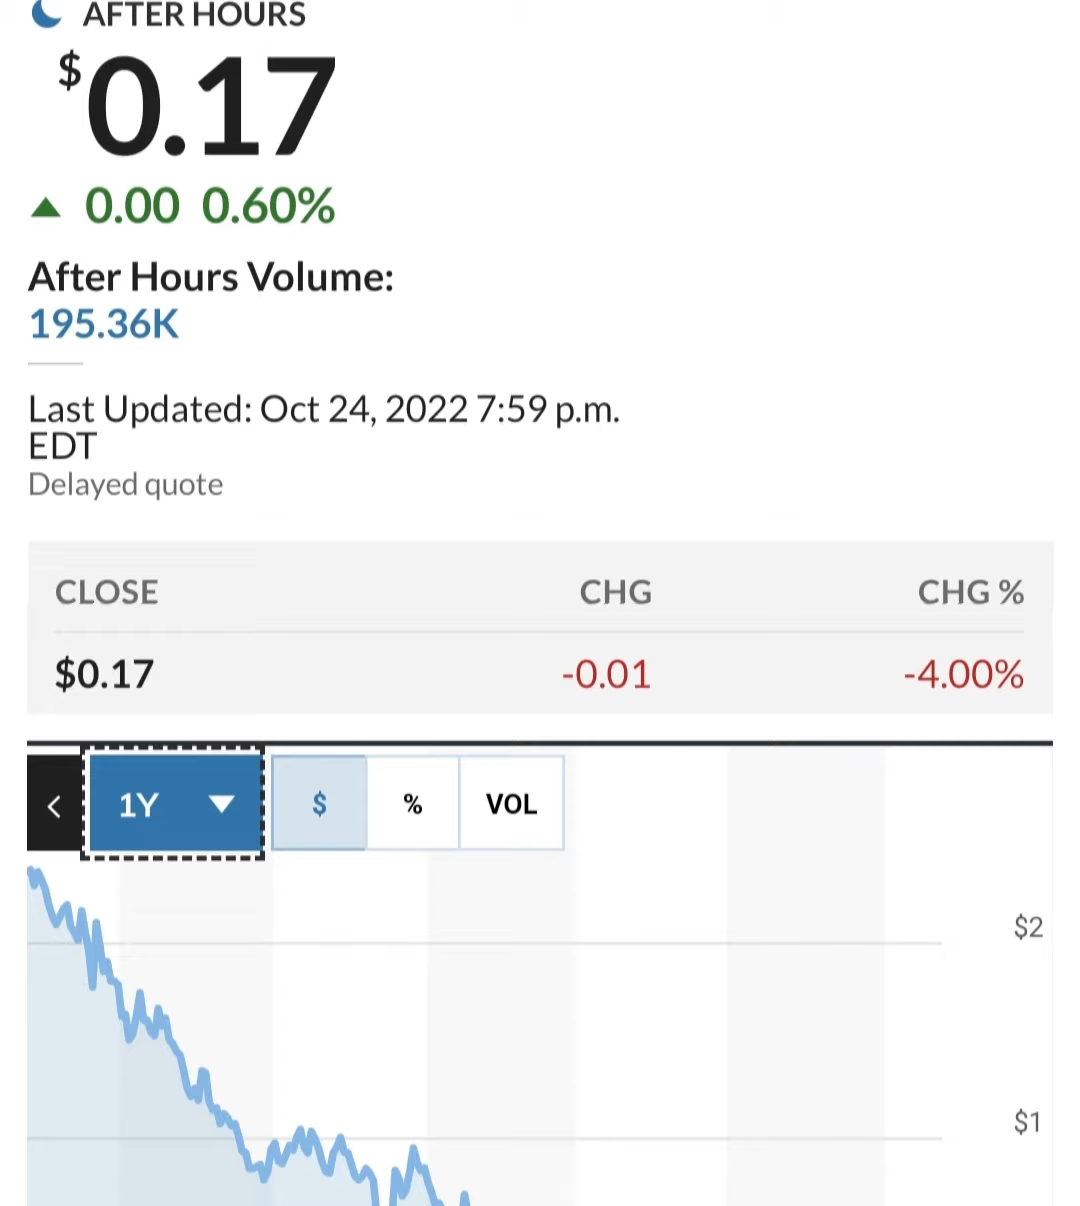 AFTER HOURS
$0.17
0.00 0.60%
After Hours Volume:
195.36K
Last Updated: Oct 24, 2022 7:59 p.m.
EDT
Delayed quote
CLOSE CHG CHG %
$0.17 -0.01 -4.00%
1Y $ % VOL
$2
$1